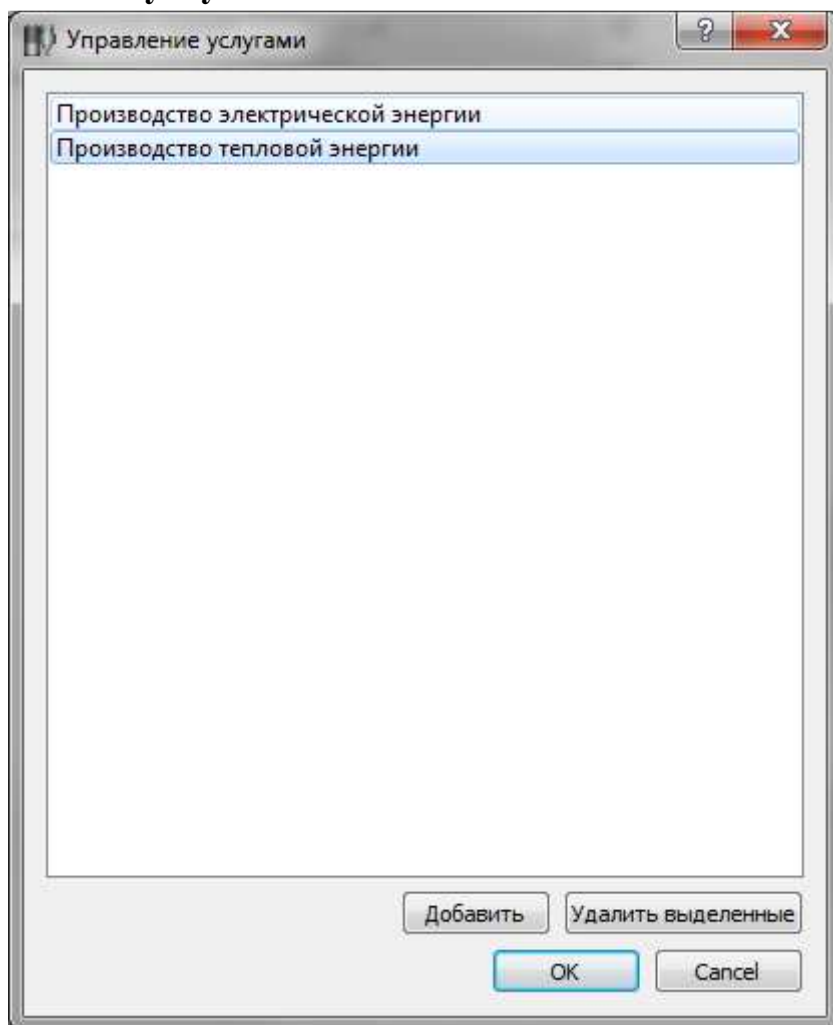 Управление услугами
Производство электрической энергии
Производство тепловой энергии
Добавить
Удалить выделенные
OK
Cancel